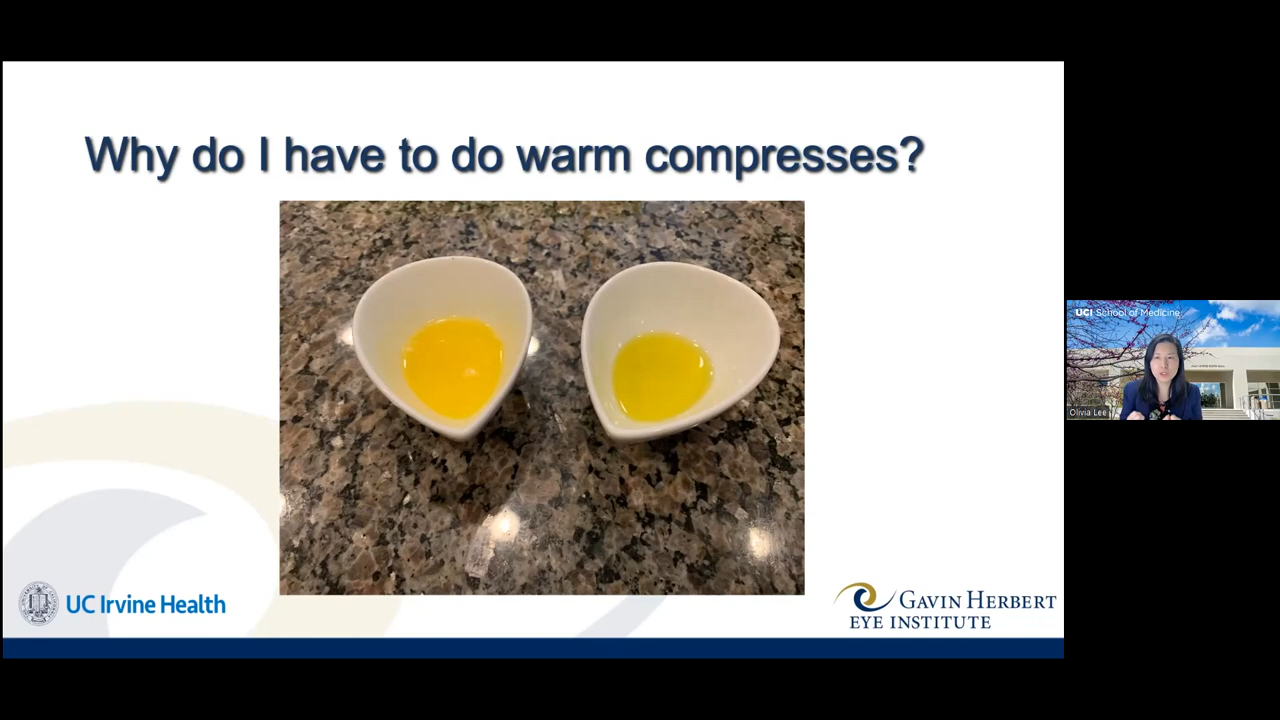 Why do I have to do warm compresses?
UC Irvine Health
GAVIN HERBERT
EYE INSTITUTE
UCI School of Medicine
Olivia Lee